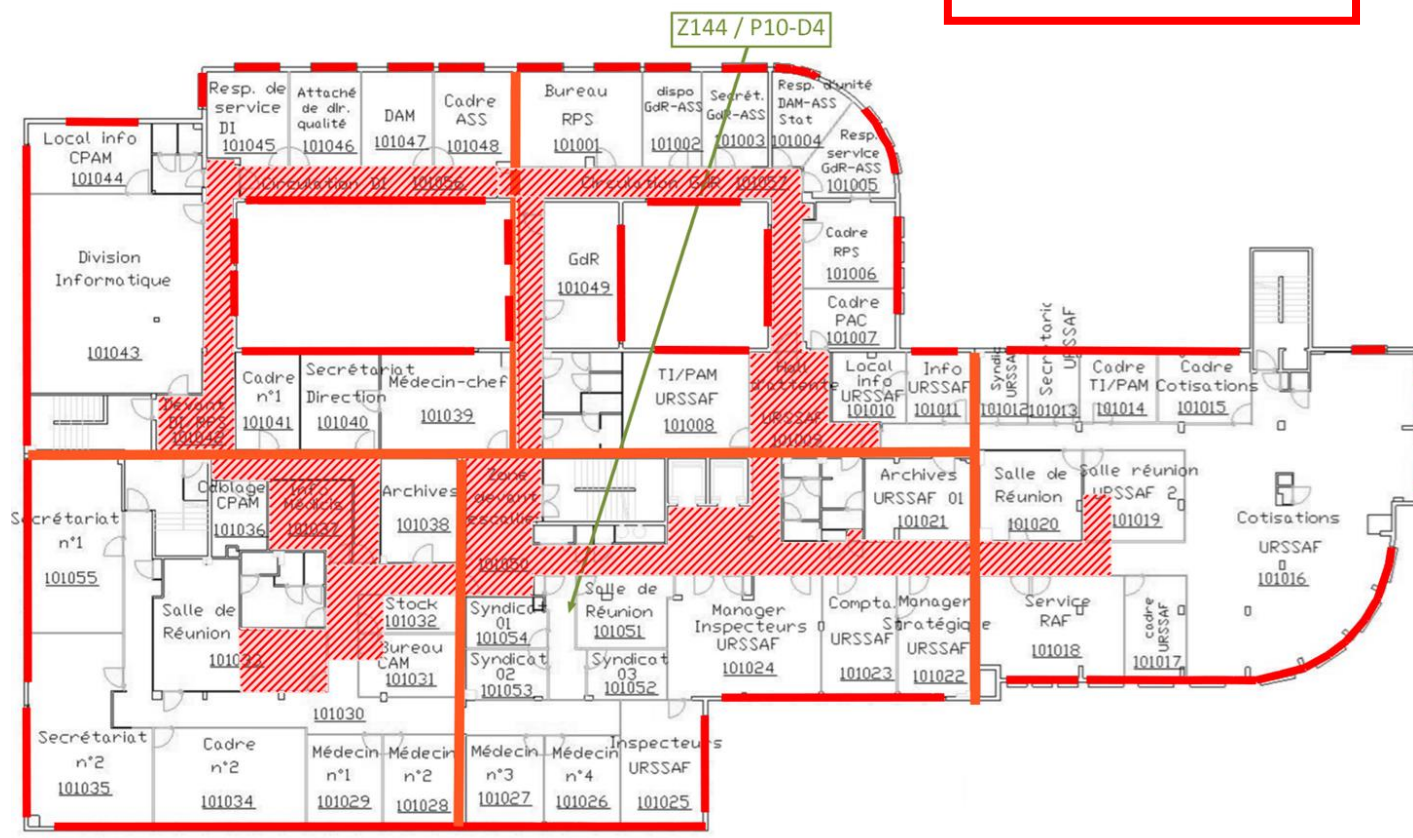 Z144 / P10-D4
Resp. de
service
DI
101045
Attaché
de dir.
qualité
101046
DAM
101047
Cadre
ASS
101048
Bureau
RPS
101001
dispo
GdR-ASS
101002
Secrét.
GdR-ASS
101003
Resp. d'unité
DAM-ASS
Stat
101004
Resp.
service
GdR-ASS
101005
Local info
CPAM
101044
Circulation DI 101056
Circulation GdR 101057
Division
Informatique
101043
GdR
101049
Cadre
RPS
101006
Cadre
PAC
101007
Devant
DI RPS
Cadre
n°1
101041
Secrétariat
Direction
101040
Médecin-chef
101039
TI/PAM
URSSAF
101008
Hall
d'attente
URSSAF
101009
Local
info
URSSAF
101010
Info
URSSAF
101011
Syndic
URSSAF
101012
URSSAF
101013
Cadre
TI/PAM
101014
Cadre
Cotisations
101015
Secrétariat
n°1
101055
Cablage
CPAM
101036
Inf.
Médicis
101037
Archives
101038
Zone
devant
escalier
101050
Archives
URSSAF 01
101021
Salle de
Réunion
101020
Salle réunion
URSSAF 2
101019
Cotisations
URSSAF
101016
Salle de
Réunion
Stock
101032
Bureau
CAM
101031
Syndicat
01
101054
Syndicat
02
101053
Salle de
Réunion
101051
Syndicat
03
101052
Manager
Inspecteurs
URSSAF
101024
Compta.
URSSAF
101023
Manager
Stratégique
URSSAF
101022
Service
RAF
101018
cadre
URSSAF
101017
101030
Secrétariat
n°2
101035
Cadre
n°2
101034
Médecin
n°1
101029
Médecin
n°2
101028
Médecin
n°3
101027
Médecin
n°4
101026
Inspecteurs
URSSAF
101025